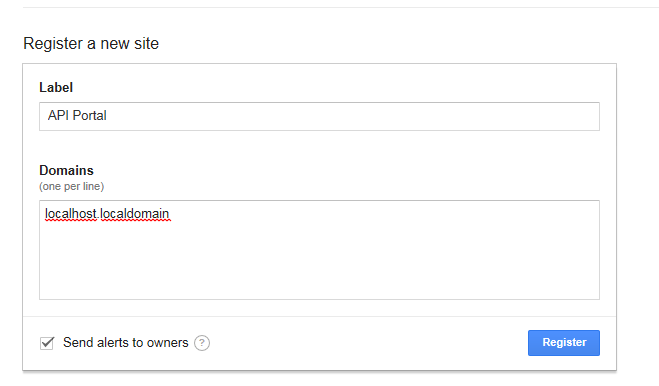 Register a new site
Label
API Portal
Domains
(one per line)
localhost.localdomain
Send alerts to owners ?
Register